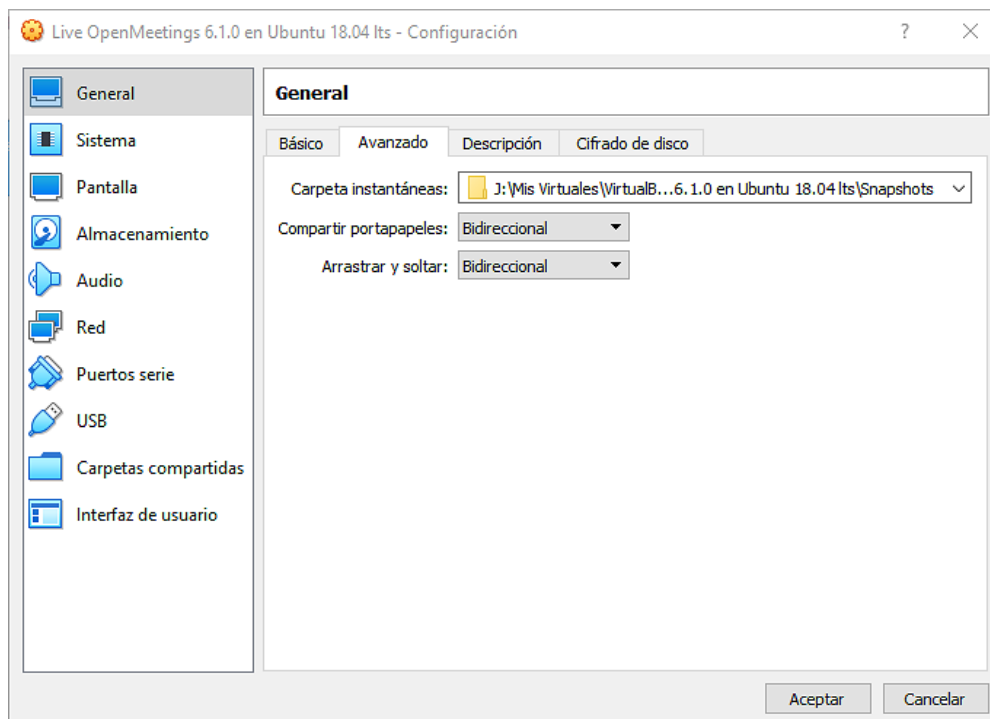 Live OpenMeetings 6.1.0 en Ubuntu 18.04 lts - Configuración
?
General
Sistema
Pantalla
Almacenamiento
Audio
Red
Puertos serie
USB
Carpetas compartidas
Interfaz de usuario
General
Básico Avanzado Descripción Cifrado de disco
Carpeta instantáneas: J:\Mis Virtuales\VirtualB...6.1.0 en Ubuntu 18.04 lts\Snapshots
Compartir portapapeles: Bidireccional
Arrastrar y soltar: Bidireccional
Aceptar Cancelar